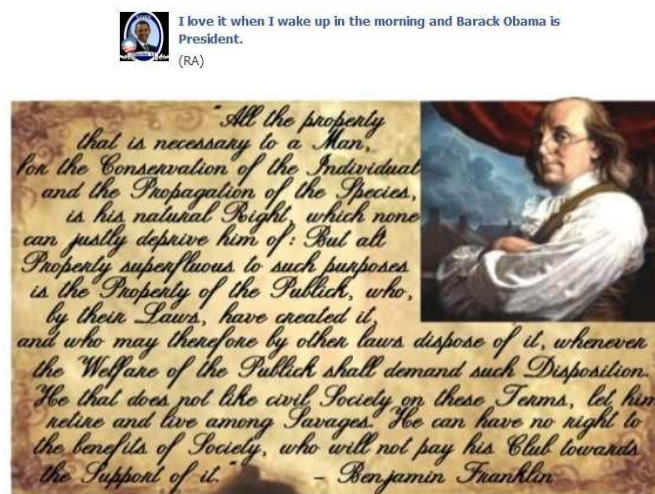 I love it when I wake up in the morning and Barack Obama is
President.
(RA)
"All the property
that is necessary to a Man,
for the Conservation of the Individual
and the Propagation of the Species,
is his natural Right, which none
can justly deprive him of: But all
Property superfluous to such purposes
is the Property of the Publick, who,
by their Laws, have created it,
and who may therefore by other laws dispose of it, whenever
the Welfare of the Publick shall demand such Disposition.
He that does not like civil Society on these Terms, let him
retire and live among Savages. He can have no right to
the benefits of Society, who will not pay his Club towards
the Support of it." - Benjamin Franklin